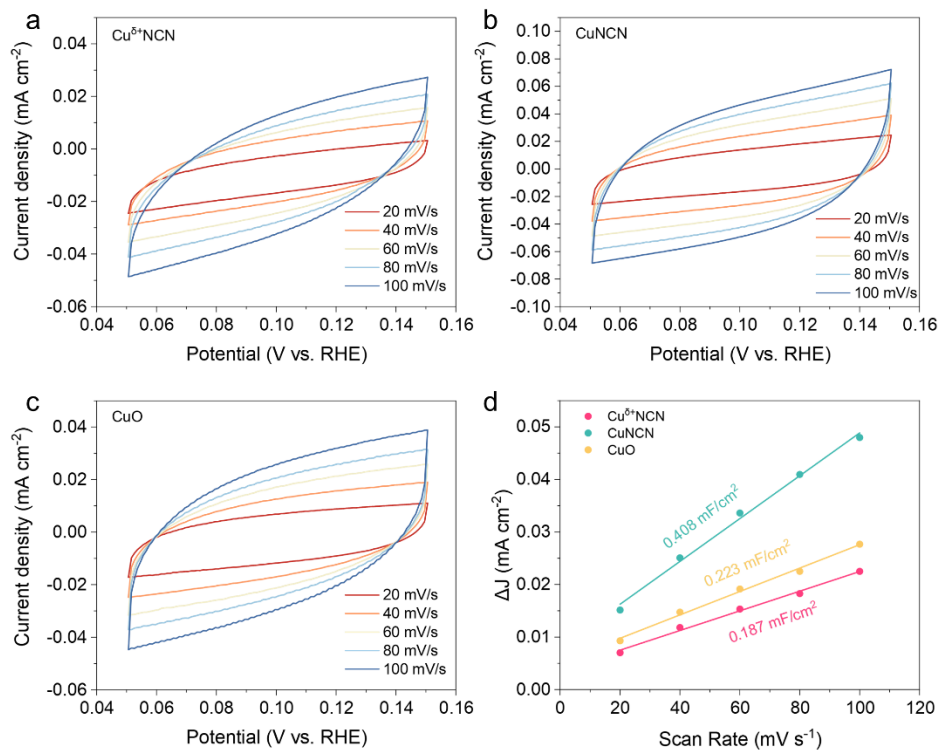 a
Cu^δ+NCN
0.04
0.02
0.00
-0.02
-0.04
-0.06
Current density (mA cm⁻²)
20 mV/s
40 mV/s
60 mV/s
80 mV/s
100 mV/s
0.04 0.06 0.08 0.10 0.12 0.14 0.16
Potential (V vs. RHE)
b
CuNCN
0.10
0.08
0.06
0.04
0.02
0.00
-0.02
-0.04
-0.06
-0.08
-0.10
Current density (mA cm⁻²)
20 mV/s
40 mV/s
60 mV/s
80 mV/s
100 mV/s
0.04 0.06 0.08 0.10 0.12 0.14 0.16
Potential (V vs. RHE)
c
CuO
0.04
0.02
0.00
-0.02
-0.04
-0.06
Current density (mA cm⁻²)
20 mV/s
40 mV/s
60 mV/s
80 mV/s
100 mV/s
0.04 0.06 0.08 0.10 0.12 0.14 0.16
Potential (V vs. RHE)
d
Cu^δ+NCN
CuNCN
CuO
0.05
0.04
0.03
0.02
0.01
0.00
ΔJ (mA cm⁻²)
0.408 mF/cm²
0.223 mF/cm²
0.187 mF/cm²
0 20 40 60 80 100 120
Scan Rate (mV s⁻¹)